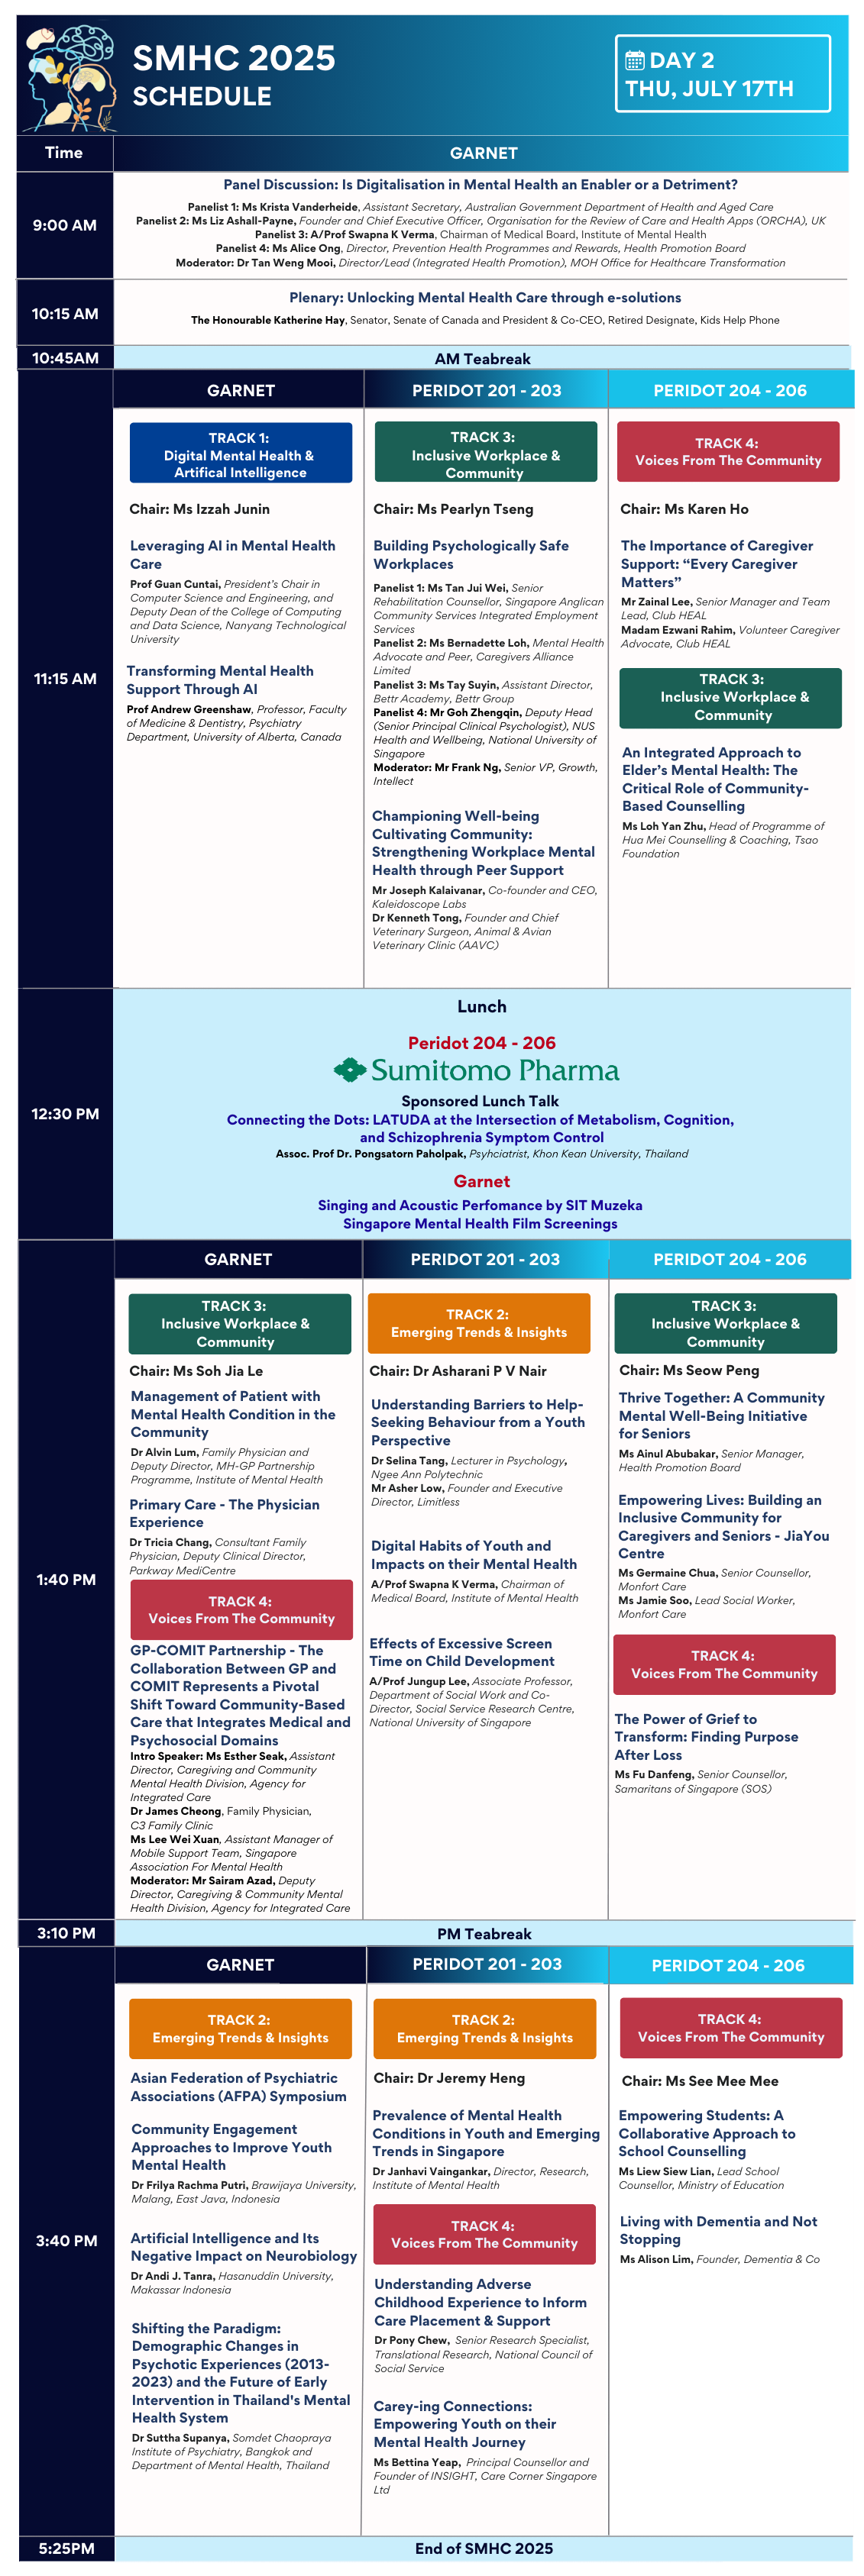 SMHC 2025
SCHEDULE
DAY 2
THU, JULY 17TH
Time
GARNET
9:00 AM
Panel Discussion: Is Digitalisation in Mental Health an Enabler or a Detriment?
Panelist 1: Ms Krista Vanderheide, Assistant Secretary, Australian Government Department of Health and Aged Care
Panelist 2: Ms Liz Ashall-Payne, Founder and Chief Executive Officer, Organisation for the Review of Care and Health Apps (ORCHA), UK
Panelist 3: A/Prof Swapna K Verma, Chairman of Medical Board, Institute of Mental Health
Panelist 4: Ms Alice Ong, Director, Prevention Health Programmes and Rewards, Health Promotion Board
Moderator: Dr Tan Weng Mooi, Director/Lead (Integrated Health Promotion), MOH Office for Healthcare Transformation
10:15 AM
Plenary: Unlocking Mental Health Care through e-solutions
The Honourable Katherine Hay, Senator, Senate of Canada and President & Co-CEO, Retired Designate, Kids Help Phone
10:45AM
AM Teabreak
11:15 AM
GARNET
TRACK 1:
Digital Mental Health &
Artifical Intelligence
Chair: Ms Izzah Junin
Leveraging AI in Mental Health
Care
Prof Guan Cuntai, President's Chair in
Computer Science and Engineering, and
Deputy Dean of the College of Computing
and Data Science, Nanyang Technological
University
Transforming Mental Health
Support Through AI
Prof Andrew Greenshaw, Professor, Faculty
of Medicine & Dentistry, Psychiatry
Department, University of Alberta, Canada
PERIDOT 201 - 203
TRACK 3:
Inclusive Workplace &
Community
Chair: Ms Pearlyn Tseng
Building Psychologically Safe
Workplaces
Panelist 1: Ms Tan Jui Wei, Senior
Rehabilitation Counsellor, Singapore Anglican
Community Services Integrated Employment
Services
Panelist 2: Ms Bernadette Loh, Mental Health
Advocate and Peer, Caregivers Alliance
Limited
Panelist 3: Ms Tay Suyin, Assistant Director,
Bettr Academy, Bettr Group
Panelist 4: Mr Goh Zhengqin, Deputy Head
(Senior Principal Clinical Psychologist), NUS
Health and Wellbeing, National University of
Singapore
Moderator: Mr Frank Ng, Senior VP, Growth,
Intellect
Championing Well-being
Cultivating Community:
Strengthening Workplace Mental
Health through Peer Support
Mr Joseph Kalaivanar, Co-founder and CEO,
Kaleidoscope Labs
Dr Kenneth Tong, Founder and Chief
Veterinary Surgeon, Animal & Avian
Veterinary Clinic (AAVC)
PERIDOT 204 - 206
TRACK 4:
Voices From The Community
Chair: Ms Karen Ho
The Importance of Caregiver
Support: “Every Caregiver
Matters”
Mr Zainal Lee, Senior Manager and Team
Lead, Club HEAL
Madam Ezwani Rahim, Volunteer Caregiver
Advocate, Club HEAL
TRACK 3:
Inclusive Workplace &
Community
An Integrated Approach to
Elder's Mental Health: The
Critical Role of Community-
Based Counselling
Ms Loh Yan Zhu, Head of Programme of
Hua Mei Counselling & Coaching, Tsao
Foundation
12:30 PM
Lunch
Peridot 204 - 206
Sumitomo Pharma
Sponsored Lunch Talk
Connecting the Dots: LATUDA at the Intersection of Metabolism, Cognition,
and Schizophrenia Symptom Control
Assoc. Prof Dr. Pongsatorn Paholpak, Psyhciatrist, Khon Kean University, Thailand
Garnet
Singing and Acoustic Perfomance by SIT Muzeka
Singapore Mental Health Film Screenings
1:40 PM
GARNET
TRACK 3:
Inclusive Workplace &
Community
Chair: Ms Soh Jia Le
Management of Patient with
Mental Health Condition in the
Community
Dr Alvin Lum, Family Physician and
Deputy Director, MH-GP Partnership
Programme, Institute of Mental Health
Primary Care - The Physician
Experience
Dr Tricia Chang, Consultant Family
Physician, Deputy Clinical Director,
Parkway MediCentre
TRACK 4:
Voices From The Community
GP-COMIT Partnership - The
Collaboration Between GP and
COMIT Represents a Pivotal
Shift Toward Community-Based
Care that Integrates Medical and
Psychosocial Domains
Intro Speaker: Ms Esther Seak, Assistant
Director, Caregiving and Community
Mental Health Division, Agency for
Integrated Care
Dr James Cheong, Family Physician,
C3 Family Clinic
Ms Lee Wei Xuan, Assistant Manager of
Mobile Support Team, Singapore
Association For Mental Health
Moderator: Mr Sairam Azad, Deputy
Director, Caregiving & Community Mental
Health Division, Agency for Integrated Care
PERIDOT 201 - 203
TRACK 2:
Emerging Trends & Insights
Chair: Dr Asharani P V Nair
Understanding Barriers to Help-
Seeking Behaviour from a Youth
Perspective
Dr Selina Tang, Lecturer in Psychology,
Ngee Ann Polytechnic
Mr Asher Low, Founder and Executive
Director, Limitless
Digital Habits of Youth and
Impacts on their Mental Health
A/Prof Swapna K Verma, Chairman of
Medical Board, Institute of Mental Health
Effects of Excessive Screen
Time on Child Development
A/Prof Jungup Lee, Associate Professor,
Department of Social Work and Co-
Director, Social Service Research Centre,
National University of Singapore
PERIDOT 204 - 206
TRACK 3:
Inclusive Workplace &
Community
Chair: Ms Seow Peng
Thrive Together: A Community
Mental Well-Being Initiative
for Seniors
Ms Ainul Abubakar, Senior Manager,
Health Promotion Board
Empowering Lives: Building an
Inclusive Community for
Caregivers and Seniors - JiaYou
Centre
Ms Germaine Chua, Senior Counsellor,
Monfort Care
Ms Jamie Soo, Lead Social Worker,
Monfort Care
TRACK 4:
Voices From The Community
The Power of Grief to
Transform: Finding Purpose
After Loss
Ms Fu Danfeng, Senior Counsellor,
Samaritans of Singapore (SOS)
3:10 PM
PM Teabreak
3:40 PM
GARNET
TRACK 2:
Emerging Trends & Insights
Asian Federation of Psychiatric
Associations (AFPA) Symposium
Community Engagement
Approaches to Improve Youth
Mental Health
Dr Frilya Rachma Putri, Brawijaya University,
Malang, East Java, Indonesia
Artificial Intelligence and Its
Negative Impact on Neurobiology
Dr Andi J. Tanra, Hasanuddin University,
Makassar Indonesia
Shifting the Paradigm:
Demographic Changes in
Psychotic Experiences (2013-
2023) and the Future of Early
Intervention in Thailand's Mental
Health System
Dr Suttha Supanya, Somdet Chaopraya
Institute of Psychiatry, Bangkok and
Department of Mental Health, Thailand
PERIDOT 201 - 203
TRACK 2:
Emerging Trends & Insights
Chair: Dr Jeremy Heng
Prevalence of Mental Health
Conditions in Youth and Emerging
Trends in Singapore
Dr Janhavi Vaingankar, Director, Research,
Institute of Mental Health
TRACK 4:
Voices From The Community
Understanding Adverse
Childhood Experience to Inform
Care Placement & Support
Dr Pony Chew, Senior Research Specialist,
Translational Research, National Council of
Social Service
Carey-ing Connections:
Empowering Youth on their
Mental Health Journey
Ms Bettina Yeap, Principal Counsellor and
Founder of INSIGHT, Care Corner Singapore
Ltd
PERIDOT 204 - 206
TRACK 4:
Voices From The Community
Chair: Ms See Mee Mee
Empowering Students: A
Collaborative Approach to
School Counselling
Ms Liew Siew Lian, Lead School
Counsellor, Ministry of Education
Living with Dementia and Not
Stopping
Ms Alison Lim, Founder, Dementia & Co
5:25PM
End of SMHC 2025